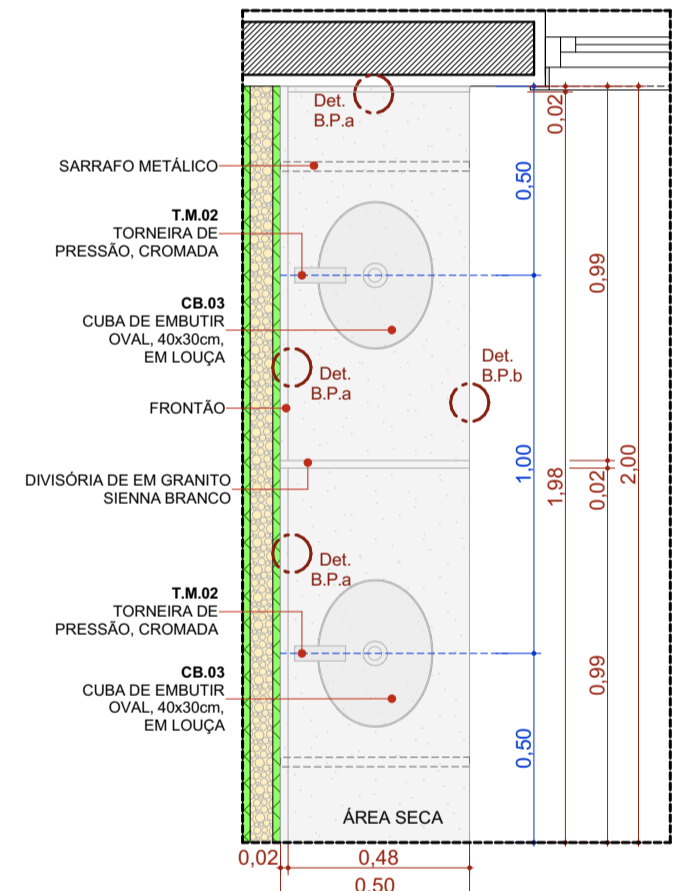 Det.
B.P.a
0,02
SARRAFO METÁLICO
0,50
T.M.02
TORNEIRA DE
PRESSÃO, CROMADA
0,99
CB.03
CUBA DE EMBUTIR
OVAL, 40x30cm,
EM LOUÇA
Det.
B.P.a
Det.
B.P.b
FRONTÃO
DIVISÓRIA DE EM GRANITO
SIENNA BRANCO
1,00
1,98
0,02
2,00
Det.
B.P.a
T.M.02
TORNEIRA DE
PRESSÃO, CROMADA
0,99
CB.03
CUBA DE EMBUTIR
OVAL, 40x30cm,
EM LOUÇA
0,50
ÁREA SECA
0,02
0,48
0,50